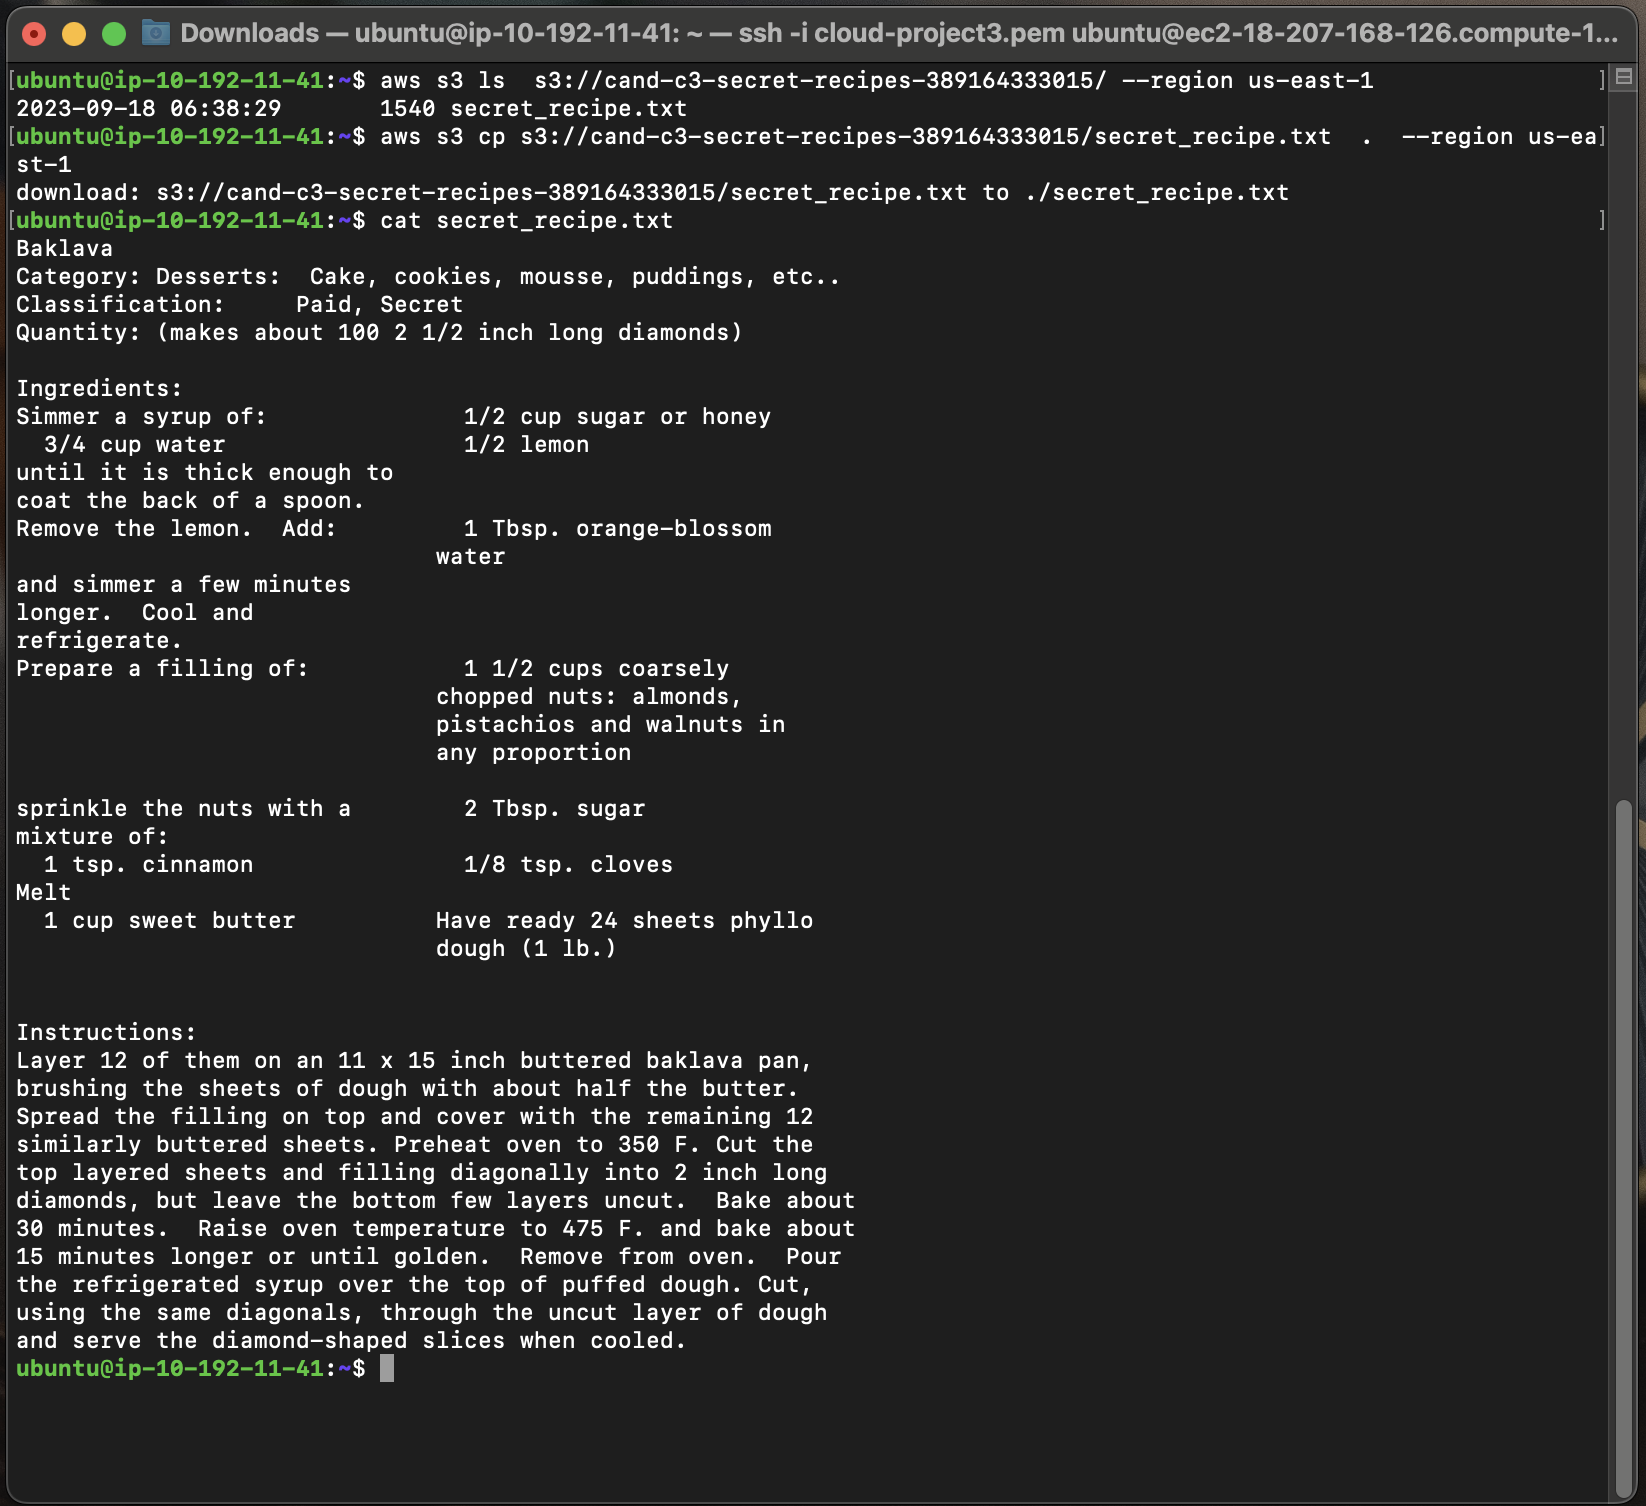 Downloads — ubuntu@ip-10-192-11-41: ~ — ssh -i cloud-project3.pem ubuntu@ec2-18-207-168-126.compute-1...
[ubuntu@ip-10-192-11-41:~$ aws s3 ls  s3://cand-c3-secret-recipes-389164333015/ --region us-east-1 ]
2023-09-18 06:38:29       1540 secret_recipe.txt
[ubuntu@ip-10-192-11-41:~$ aws s3 cp s3://cand-c3-secret-recipes-389164333015/secret_recipe.txt  .  --region us-ea]
st-1
download: s3://cand-c3-secret-recipes-389164333015/secret_recipe.txt to ./secret_recipe.txt
[ubuntu@ip-10-192-11-41:~$ cat secret_recipe.txt ]
Baklava
Category: Desserts:  Cake, cookies, mousse, puddings, etc..
Classification:     Paid, Secret
Quantity: (makes about 100 2 1/2 inch long diamonds)

Ingredients:
Simmer a syrup of:              1/2 cup sugar or honey
  3/4 cup water                 1/2 lemon
until it is thick enough to
coat the back of a spoon.
Remove the lemon.  Add:         1 Tbsp. orange-blossom
                              water
and simmer a few minutes
longer.  Cool and
refrigerate.
Prepare a filling of:           1 1/2 cups coarsely
                              chopped nuts: almonds,
                              pistachios and walnuts in
                              any proportion

sprinkle the nuts with a        2 Tbsp. sugar
mixture of:
  1 tsp. cinnamon               1/8 tsp. cloves
Melt
  1 cup sweet butter          Have ready 24 sheets phyllo
                              dough (1 lb.)

Instructions:
Layer 12 of them on an 11 x 15 inch buttered baklava pan,
brushing the sheets of dough with about half the butter.
Spread the filling on top and cover with the remaining 12
similarly buttered sheets. Preheat oven to 350 F. Cut the
top layered sheets and filling diagonally into 2 inch long
diamonds, but leave the bottom few layers uncut.  Bake about
30 minutes.  Raise oven temperature to 475 F. and bake about
15 minutes longer or until golden.  Remove from oven.  Pour
the refrigerated syrup over the top of puffed dough. Cut,
using the same diagonals, through the uncut layer of dough
and serve the diamond-shaped slices when cooled.
ubuntu@ip-10-192-11-41:~$